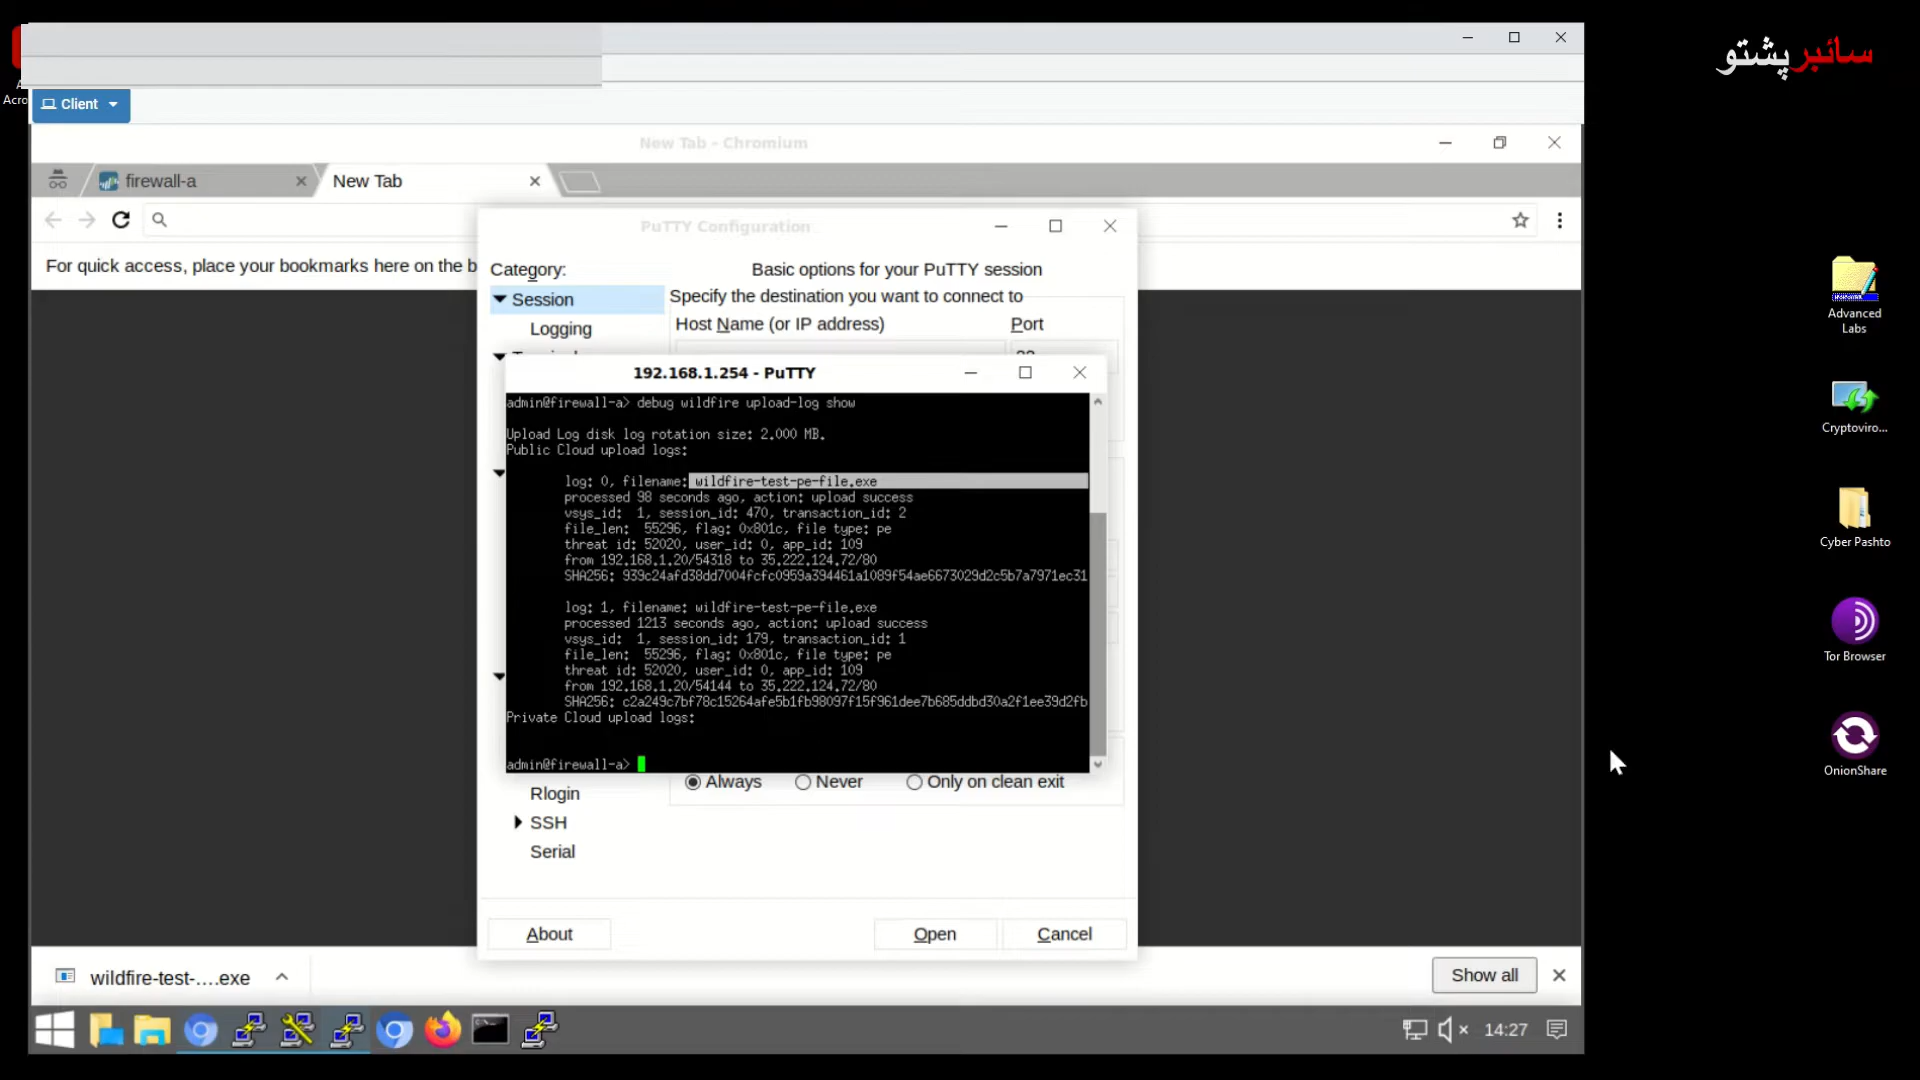 سائبر پشتو
Client
New Tab - Chromium
firewall-a
New Tab
For quick access, place your bookmarks here on the b
PuTTY Configuration
Category:
Basic options for your PuTTY session
Session
Specify the destination you want to connect to
Logging
Host Name (or IP address)
Port
192.168.1.254 - PuTTY
admin@firewall-a> debug wildfire upload-log show
Upload Log disk log rotation size: 2.000 MB.
Public Cloud upload logs:
log: 0, filename: wildfire-test-pe-file.exe
processed 98 seconds ago, action: upload success
vsys_id: 1, session_id: 470, transaction_id: 2
file_len: 55296, flag: 0x801c, file type: pe
threat id: 52020, user_id: 0, app_id: 109
from 192.168.1.20/54318 to 35.222.124.72/80
SHA256: 939c24afd38dd7004fcfc0959a394461a1089f54ae6673029d2c5b7a7971ec31
log: 1, filename: wildfire-test-pe-file.exe
processed 1213 seconds ago, action: upload success
vsys_id: 1, session_id: 179, transaction_id: 1
file_len: 55296, flag: 0x801c, file type: pe
threat id: 52020, user_id: 0, app_id: 109
from 192.168.1.20/54144 to 35.222.124.72/80
SHA256: c2a249c7bf78c15264afe5b1fb98097f15f961dee7b685ddbd30a2f1ee39d2fb
Private Cloud upload logs:
admin@firewall-a>
Always
Never
Only on clean exit
Rlogin
SSH
Serial
About
Open
Cancel
wildfire-test-....exe
Show all
14:27
Advanced
Labs
Cryptoviro...
Cyber Pashto
Tor Browser
OnionShare